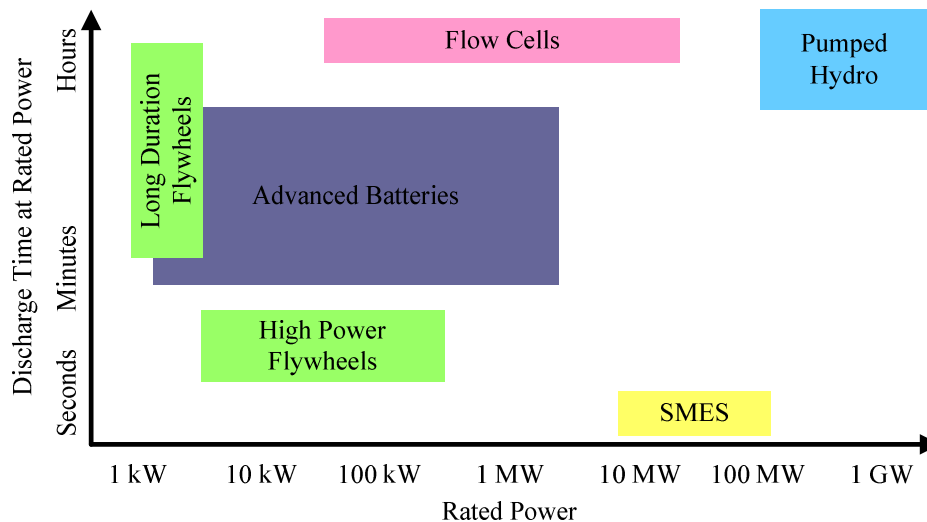 Discharge Time at Rated Power
Hours
Minutes
Seconds
Flow Cells
Pumped
Hydro
Long Duration
Flywheels
Advanced Batteries
High Power
Flywheels
SMES
1 kW 10 kW 100 kW 1 MW 10 MW 100 MW 1 GW
Rated Power